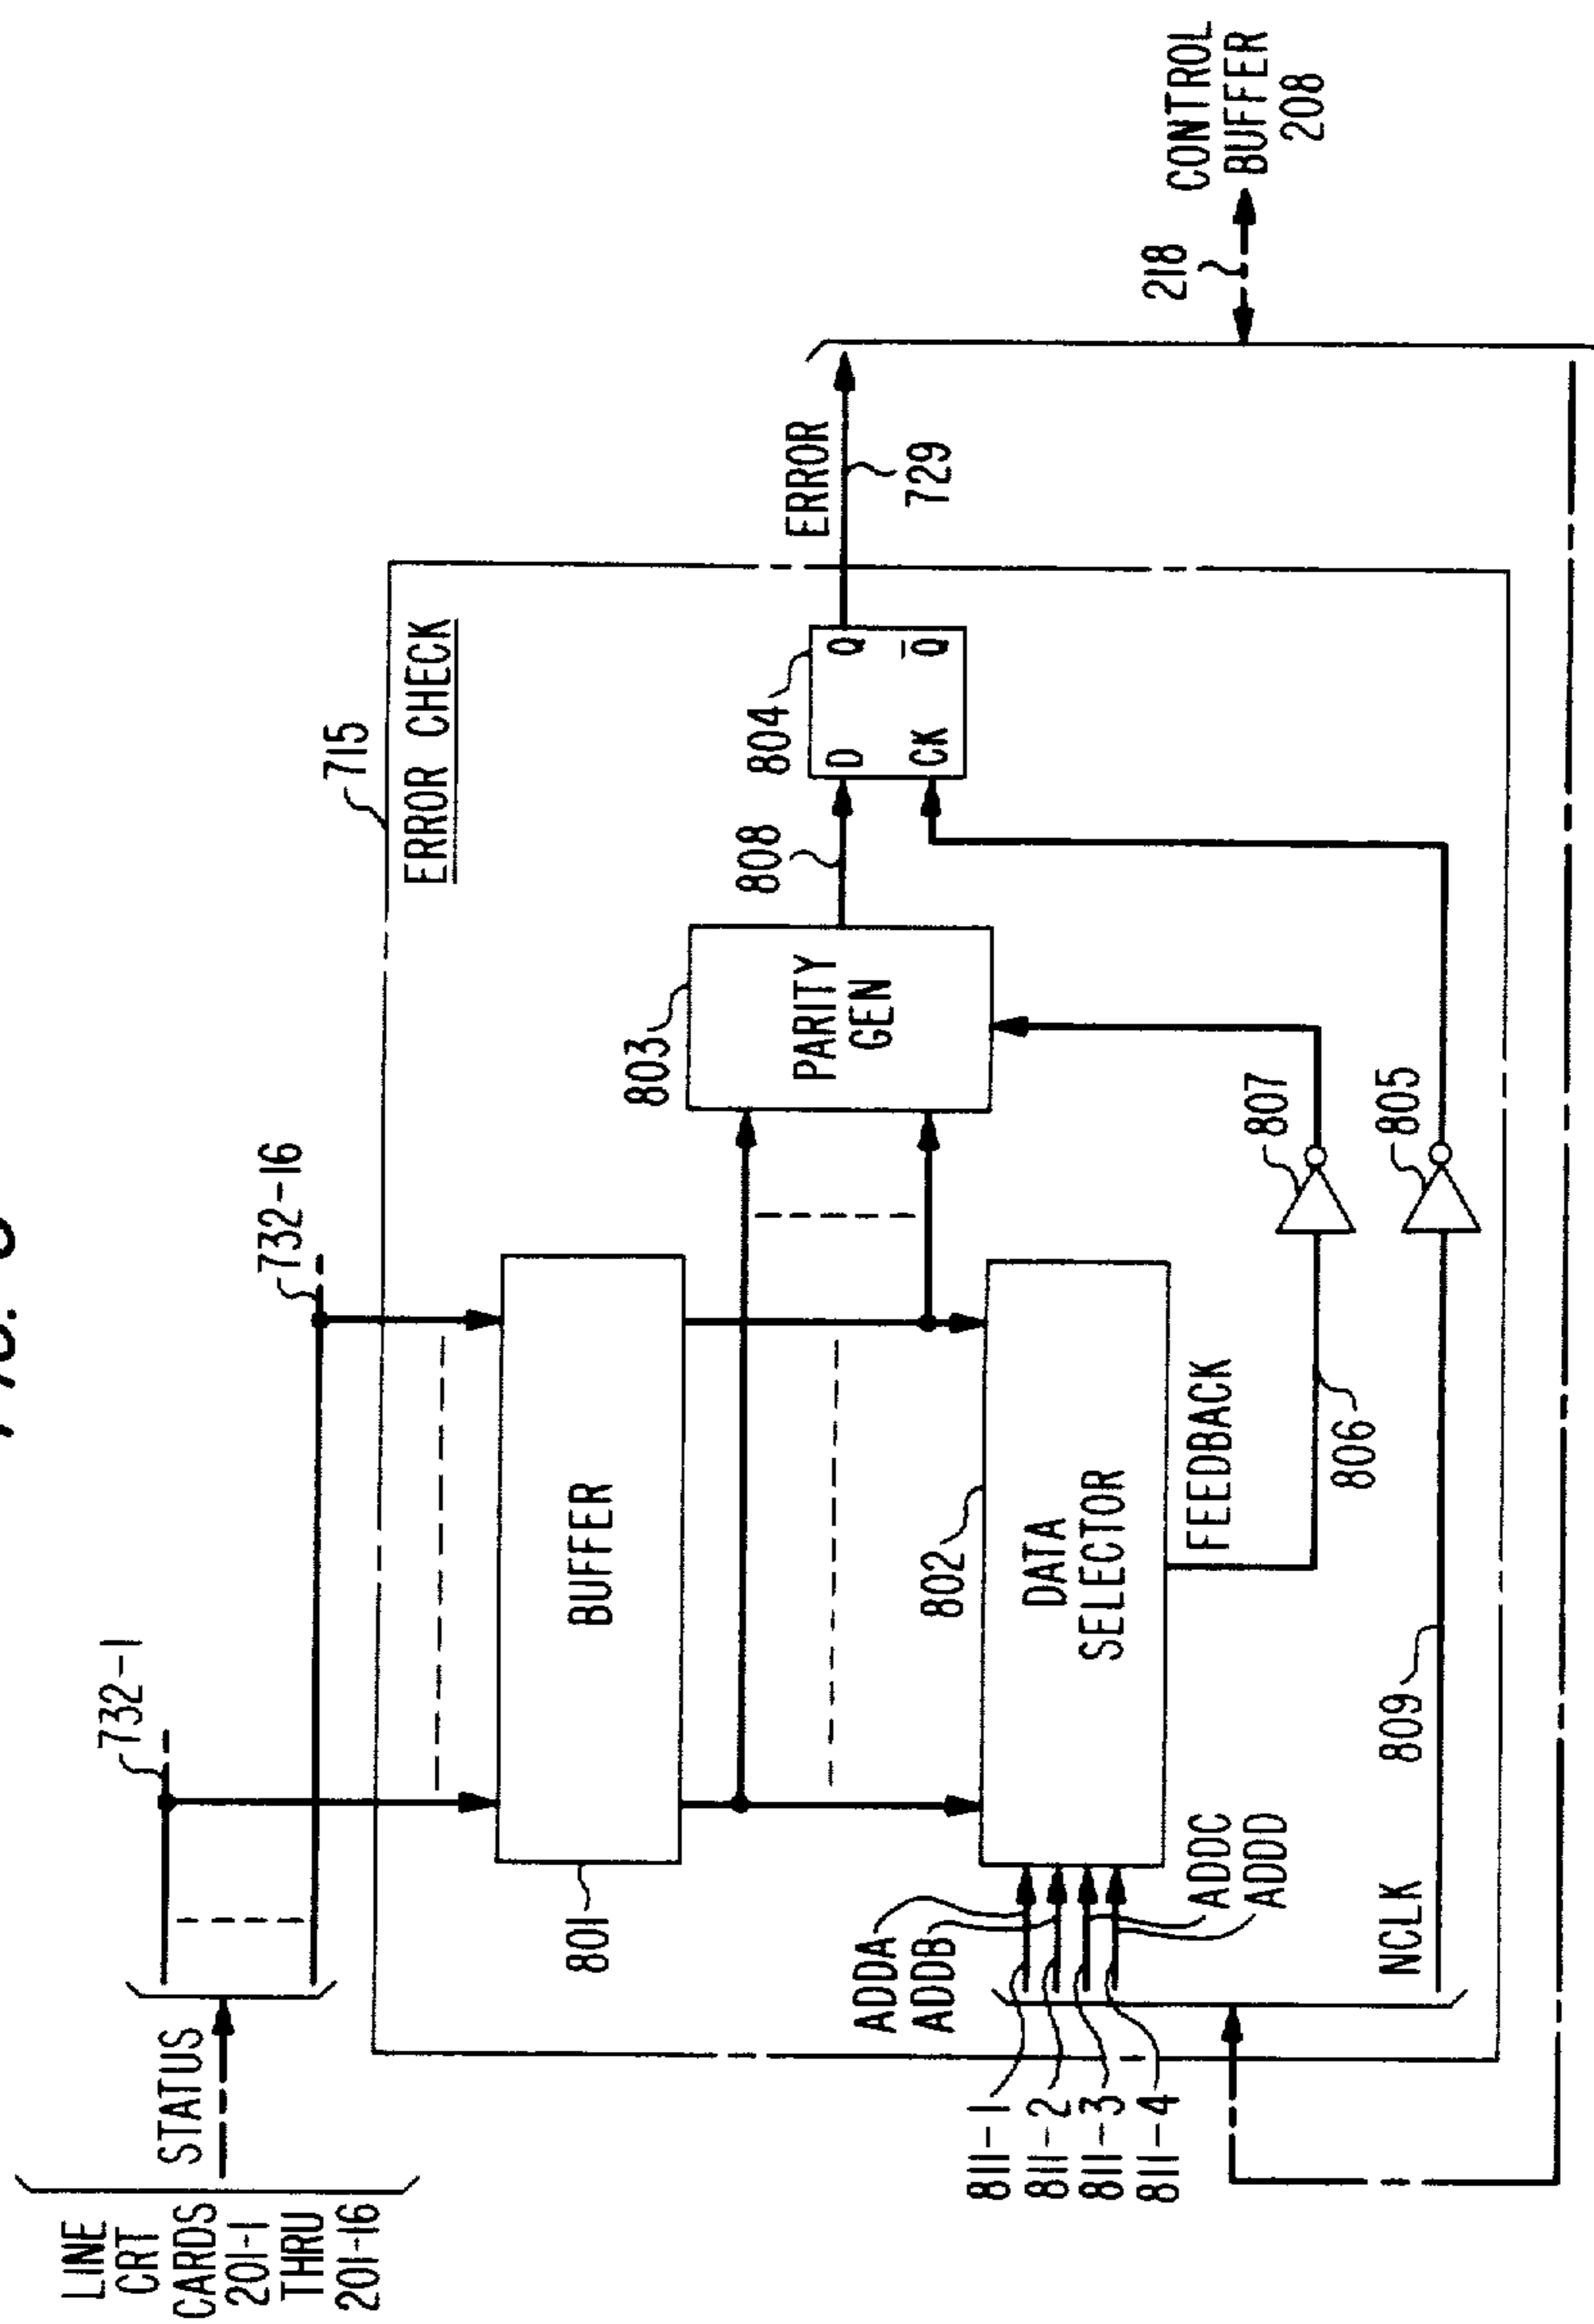 LINE
CRT
CARDS
201-1
THRU
201-16
STATUS
732-1
732-16
715
ERROR CHECK
BUFFER
801
803
PARITY
GEN
808
804
D
Q
CK
Q̅
ERROR
729
218
CONTROL
BUFFER
208
802
DATA
SELECTOR
ADDA
ADDB
ADDC
ADDD
811-1
811-2
811-3
811-4
FEEDBACK
806
807
805
NCLK
809